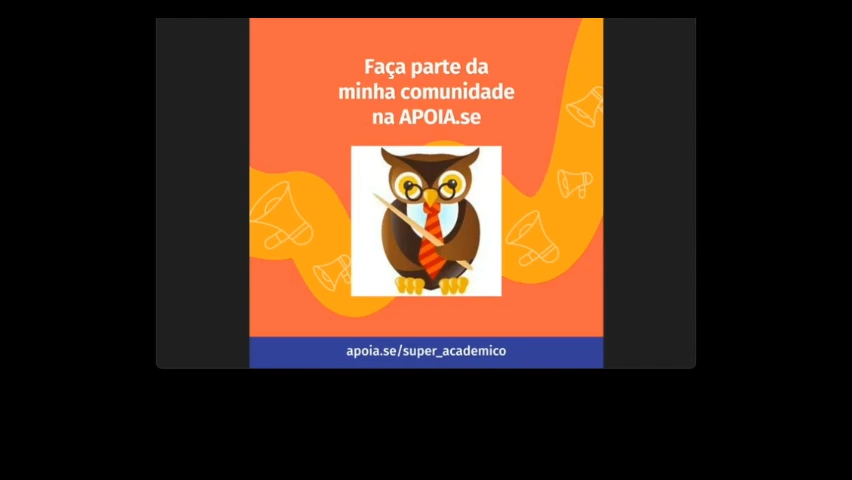 Faça parte da
minha comunidade
na APOIA.se
apoia.se/super_academico